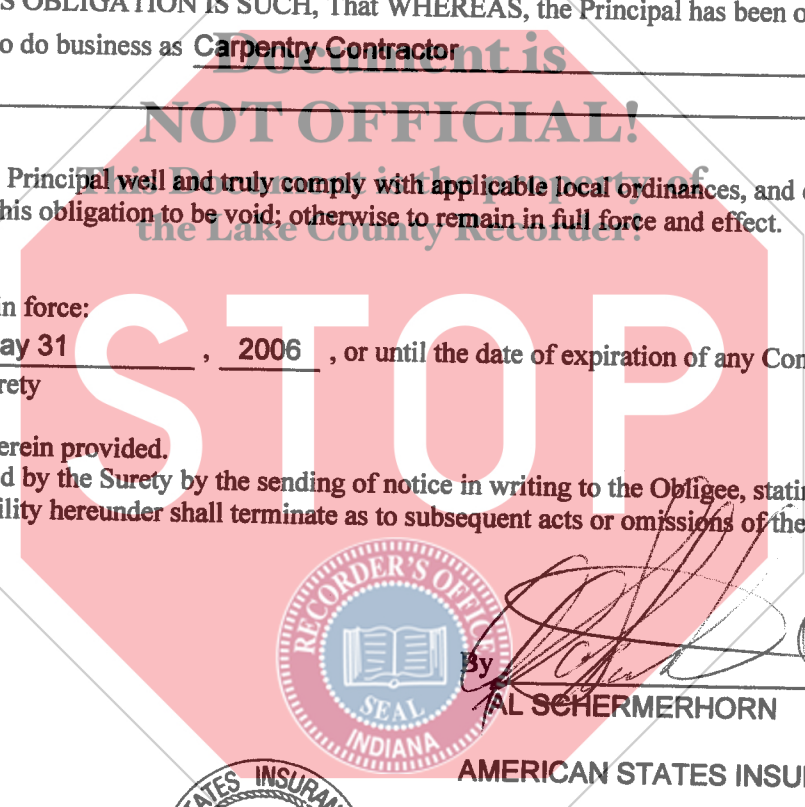 S OBLIGATION IS SUCH, That WHEREAS, the Principal has been o
o do business as Carpentry Contractor
Document is
NOT OFFICIAL!
This Document is the property of
the Lake County Recorder!
Principal well and truly comply with applicable local ordinances, and
his obligation to be void; otherwise to remain in full force and effect.
in force:
ay 31 , 2006 , or until the date of expiration of any Con
rety
STOP
erein provided.
d by the Surety by the sending of notice in writing to the Obligee, statin
ility hereunder shall terminate as to subsequent acts or omissions of the
RECORDER'S OFFICE
SEAL
INDIANA
By
AL SCHERMERHORN
AMERICAN STATES INSU
ATES INSURAN